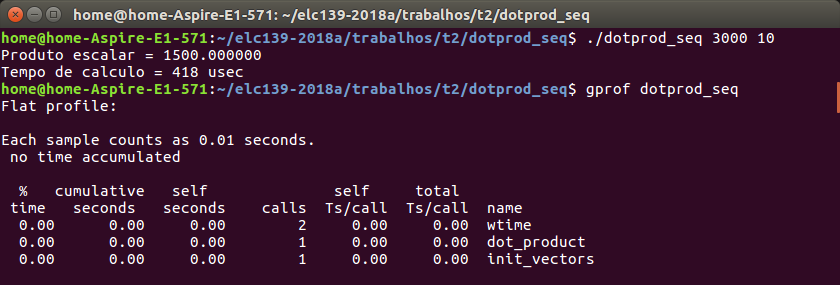 home@home-Aspire-E1-571: ~/elc139-2018a/trabalhos/t2/dotprod_seq
home@home-Aspire-E1-571:~/elc139-2018a/trabalhos/t2/dotprod_seq$ ./dotprod_seq 3000 10
Produto escalar = 1500.000000
Tempo de calculo = 418 usec
home@home-Aspire-E1-571:~/elc139-2018a/trabalhos/t2/dotprod_seq$ gprof dotprod_seq
Flat profile:

Each sample counts as 0.01 seconds.
 no time accumulated

  %   cumulative   self              self     total
 time   seconds   seconds    calls  Ts/call  Ts/call  name
  0.00      0.00     0.00        2     0.00     0.00  wtime
  0.00      0.00     0.00        1     0.00     0.00  dot_product
  0.00      0.00     0.00        1     0.00     0.00  init_vectors